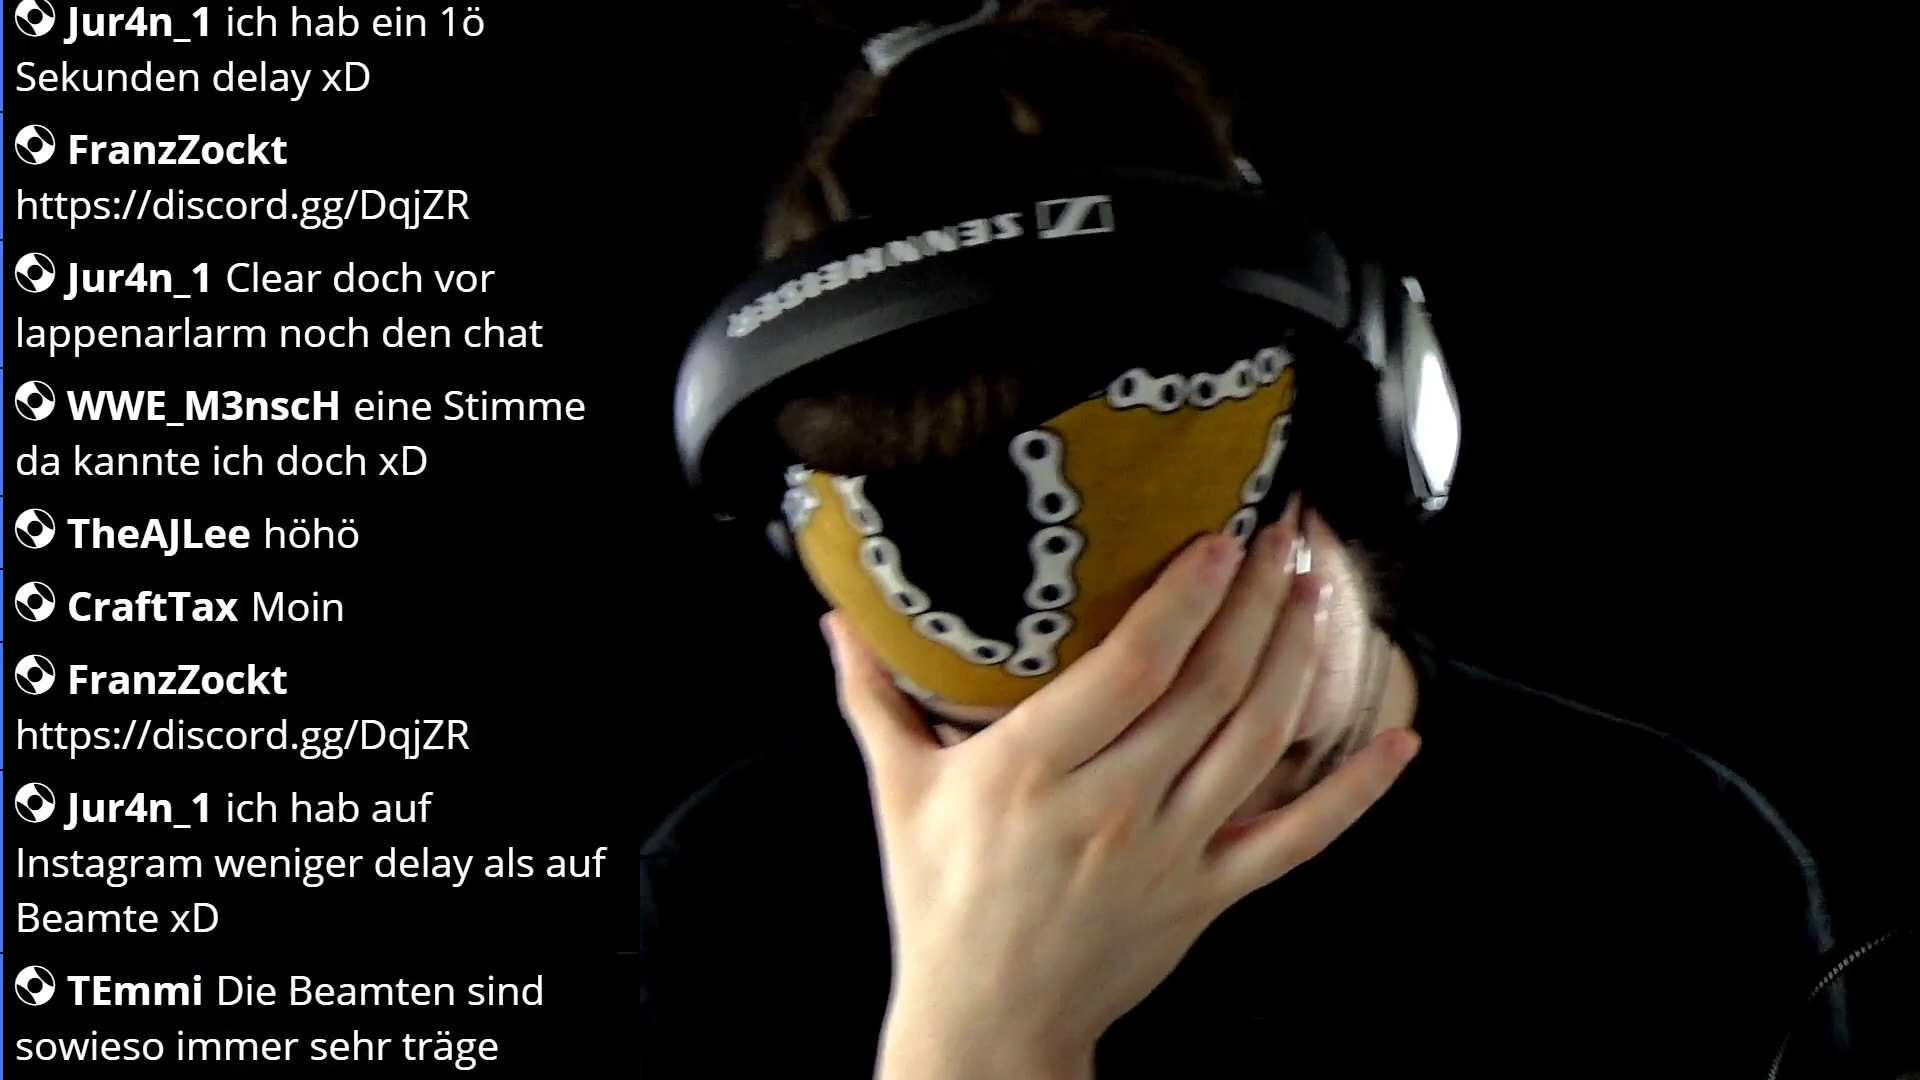 Jur4n_1 ich hab ein 1ö
Sekunden delay xD
FranzZockt
https://discord.gg/DqjZR
Jur4n_1 Clear doch vor
lappenarlarm noch den chat
WWE_M3nscH eine Stimme
da kannte ich doch xD
TheAJLee höhö
CraftTax Moin
FranzZockt
https://discord.gg/DqjZR
Jur4n_1 ich hab auf
Instagram weniger delay als auf
Beamte xD
TEmmi Die Beamten sind
sowieso immer sehr träge
SENNHEISER